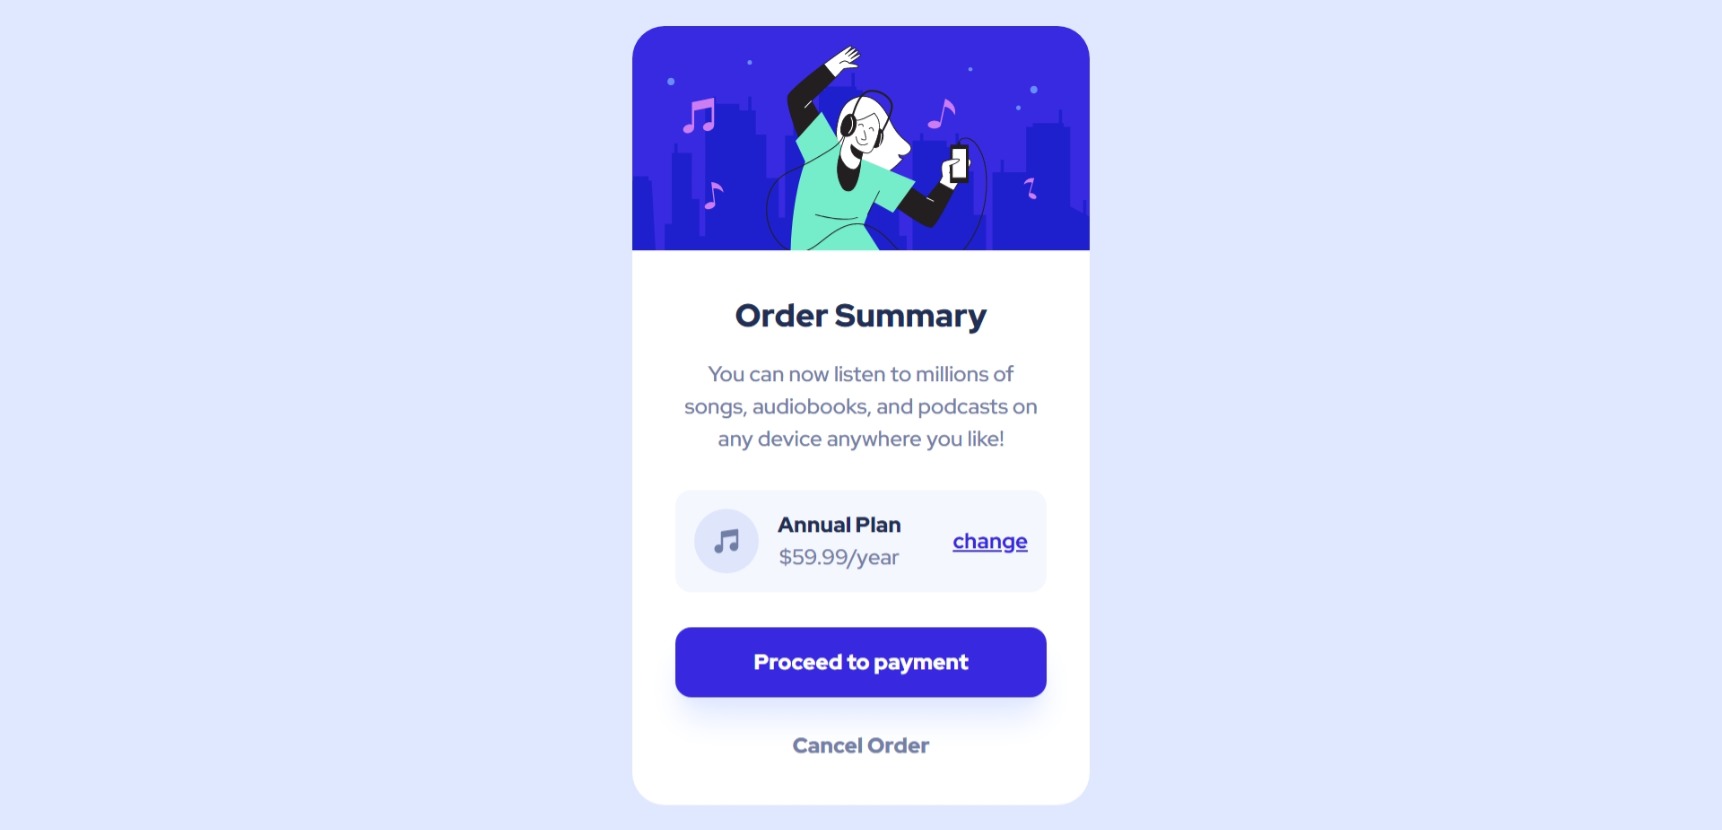 Order Summary
You can now listen to millions of
songs, audiobooks, and podcasts on
any device anywhere you like!
Annual Plan
$59.99/year
change
Proceed to payment
Cancel Order